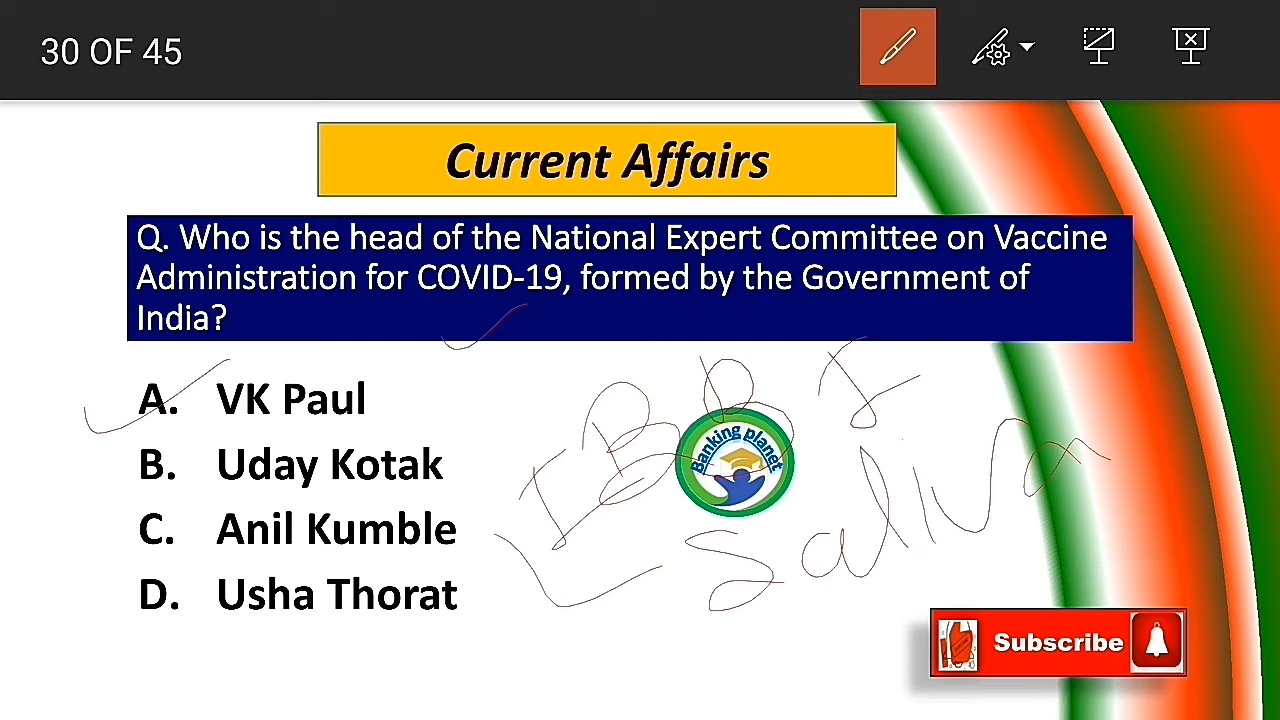 30 OF 45
Current Affairs
Q. Who is the head of the National Expert Committee on Vaccine
Administration for COVID-19, formed by the Government of
India?
A. VK Paul
B. Uday Kotak
C. Anil Kumble
D. Usha Thorat
Banking planet
Saliva
Subscribe